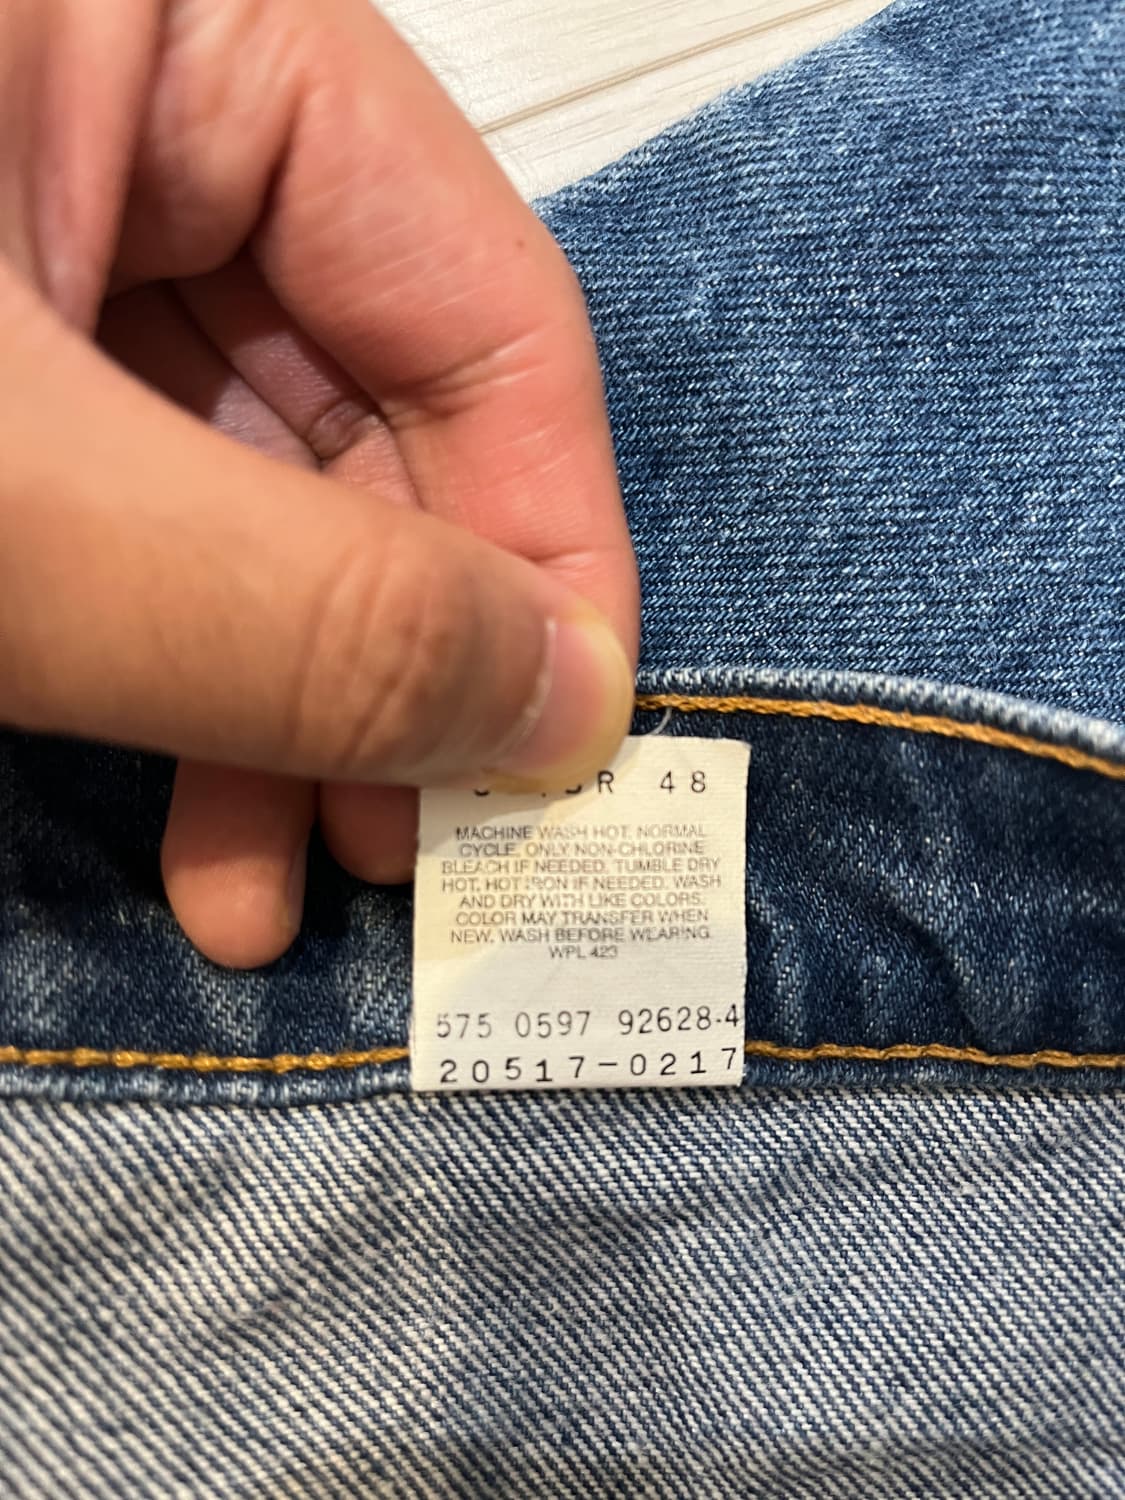 R 48
MACHINE WASH HOT, NORMAL
CYCLE, ONLY NON-CHLORINE
BLEACH IF NEEDED. TUMBLE DRY
HOT. HOT IRON IF NEEDED. WASH
AND DRY WITH LIKE COLORS.
COLOR MAY TRANSFER WHEN
NEW. WASH BEFORE WEARING.
WPL 423
575 0597 92628-4
20517-0217